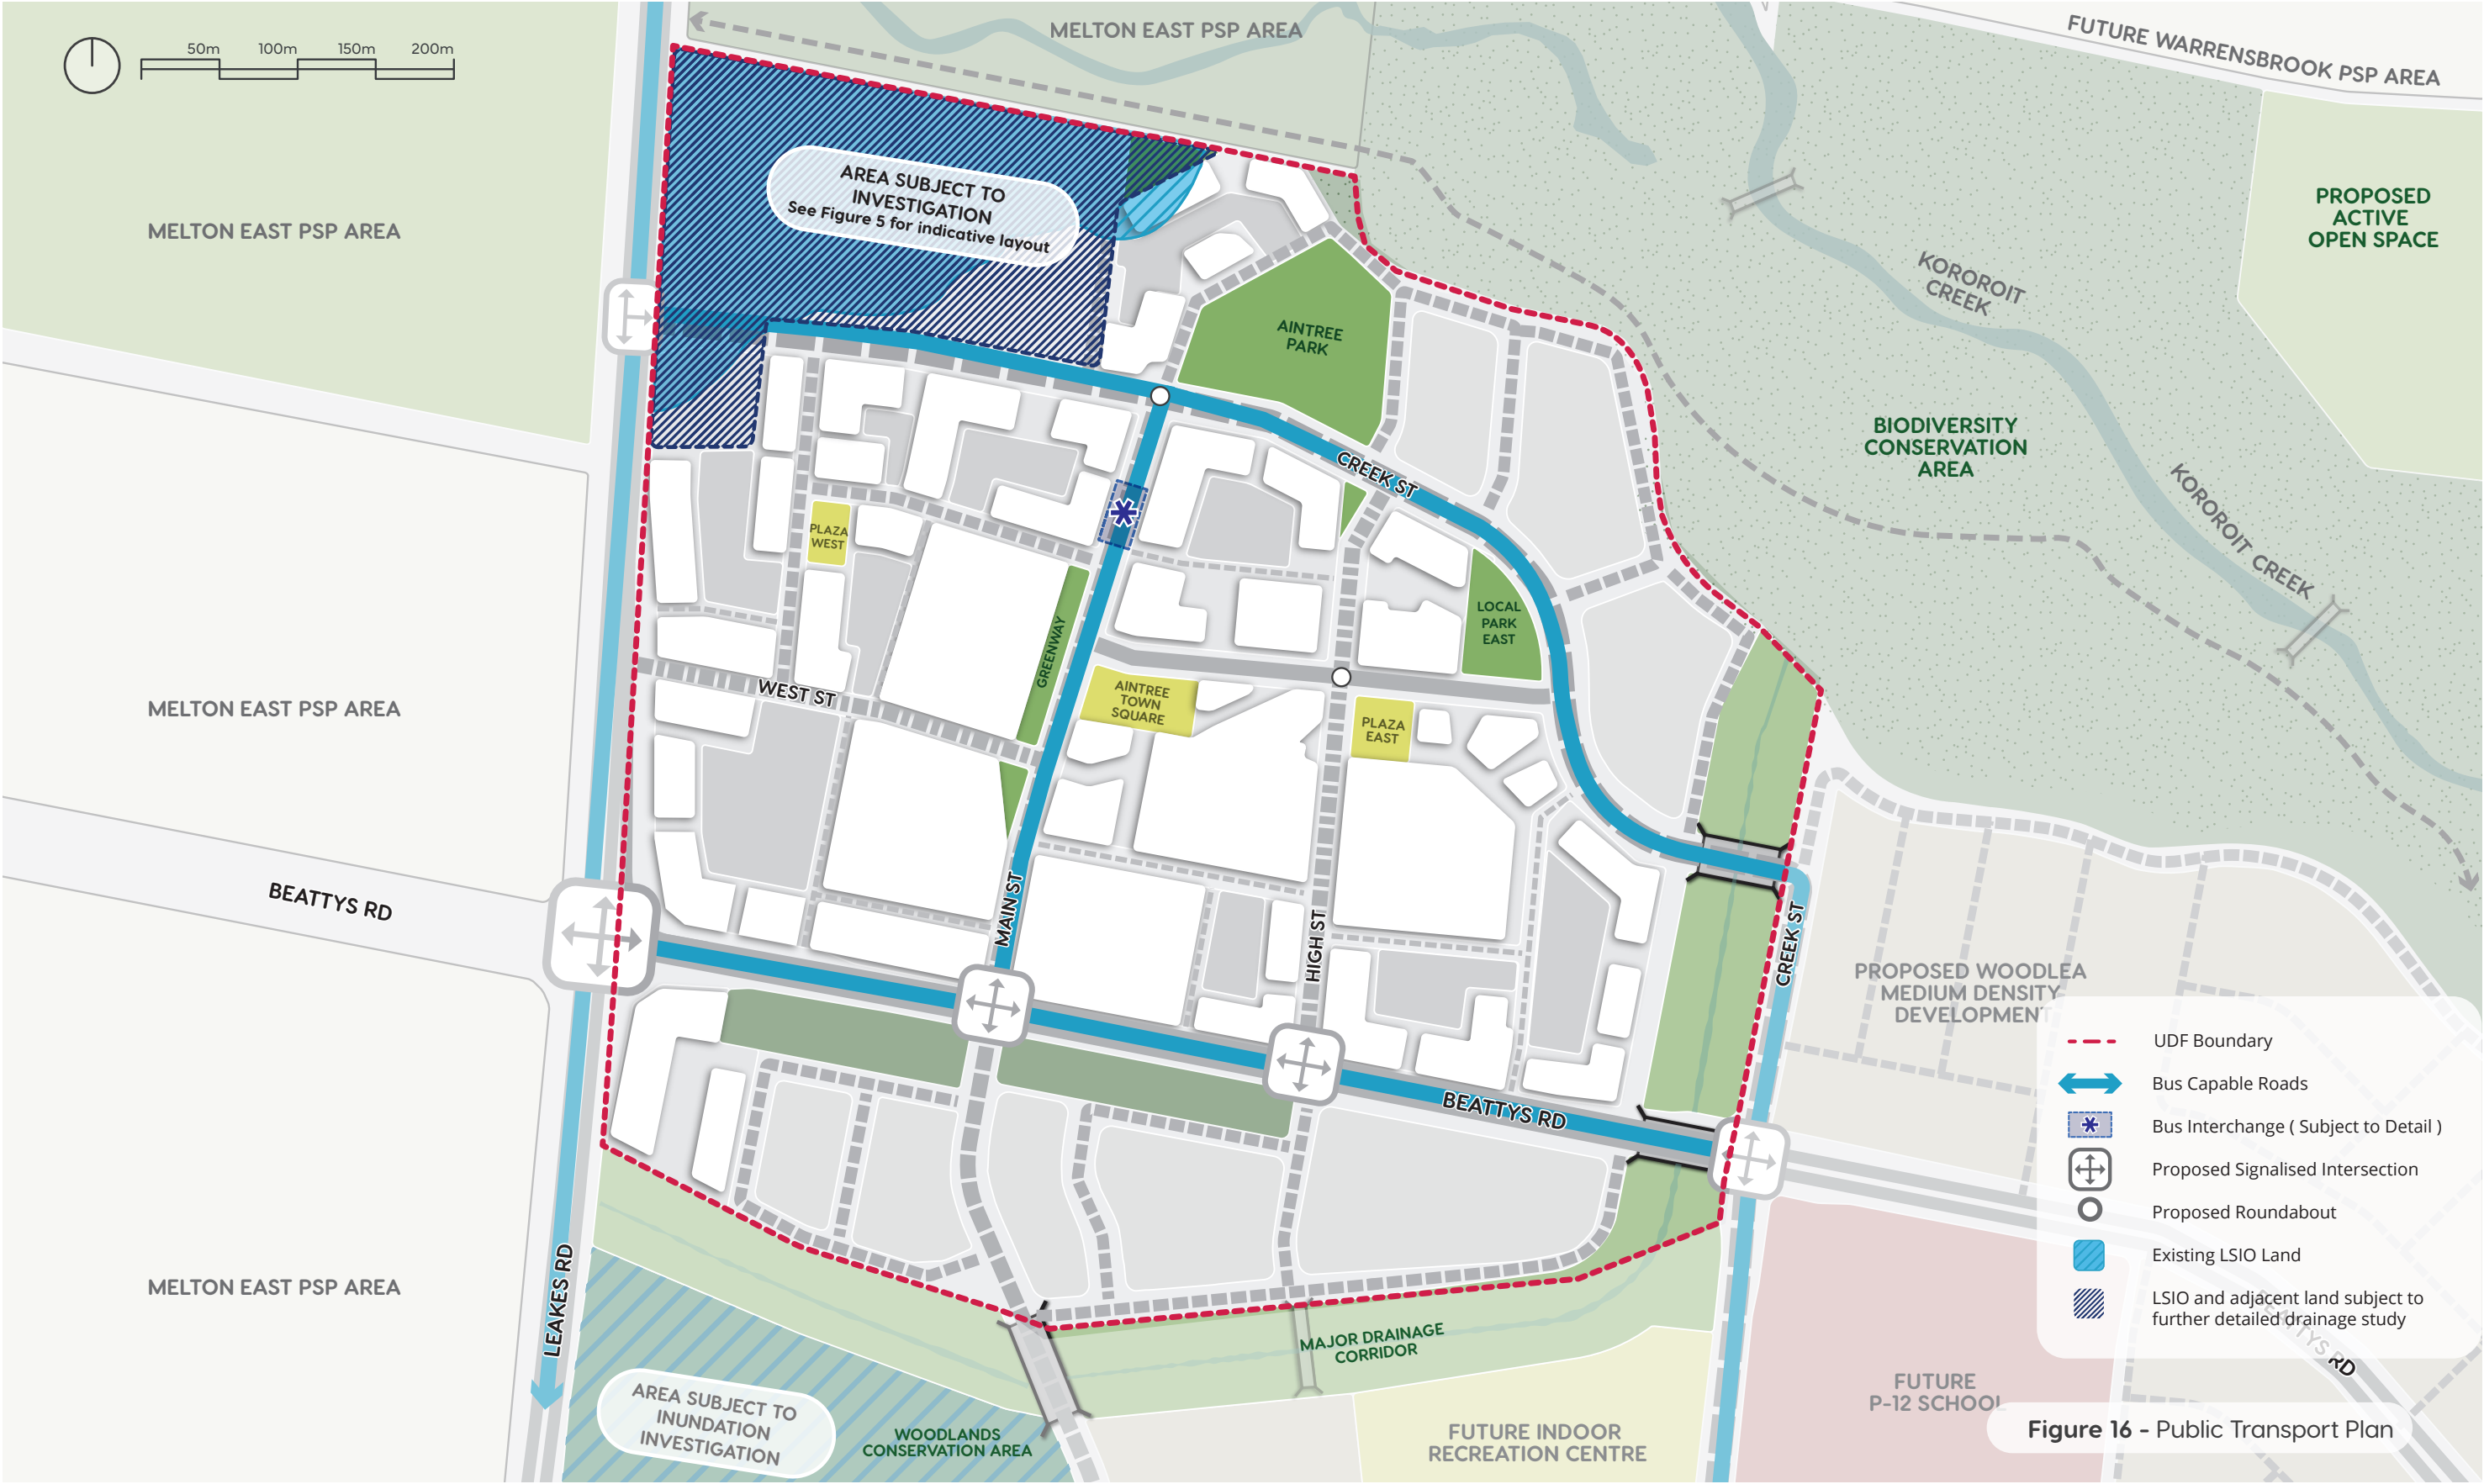 MELTON EAST PSP AREA
FUTURE WARRENSBROOK PSP AREA
50m 100m 150m 200m
AREA SUBJECT TO
INVESTIGATION
See Figure 5 for indicative layout
MELTON EAST PSP AREA
PROPOSED
ACTIVE
OPEN SPACE
KOROROIT
CREEK
AINTREE
PARK
BIODIVERSITY
CONSERVATION
AREA
CREEK ST
KOROROIT CREEK
PLAZA
WEST
LOCAL
PARK
EAST
GREENWAY
WEST ST
AINTREE
TOWN
SQUARE
PLAZA
EAST
MELTON EAST PSP AREA
BEATTYS RD
MAIN ST
HIGH ST
CREEK ST
PROPOSED WOODLEA
MEDIUM DENSITY
DEVELOPMENT
BEATTYS RD
MELTON EAST PSP AREA
LEAKES RD
MAJOR DRAINAGE
CORRIDOR
AREA SUBJECT TO
INUNDATION
INVESTIGATION
WOODLANDS
CONSERVATION AREA
FUTURE INDOOR
RECREATION CENTRE
FUTURE
P-12 SCHOOL
BEATTYS RD
UDF Boundary
Bus Capable Roads
Bus Interchange ( Subject to Detail )
Proposed Signalised Intersection
Proposed Roundabout
Existing LSIO Land
LSIO and adjacent land subject to
further detailed drainage study
Figure 16 - Public Transport Plan